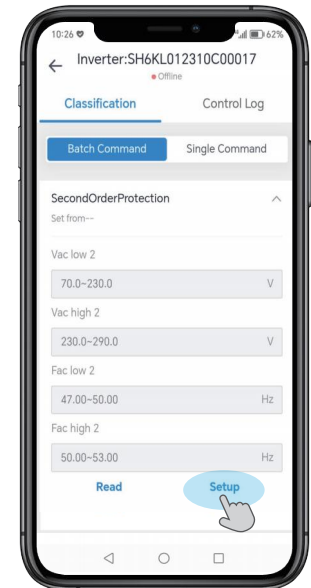 10:26
62%
Inverter:SH6KL012310C00017
Offline
Classification
Control Log
Batch Command
Single Command
SecondOrderProtection
Set from--
Vac low 2
70.0~230.0 V
Vac high 2
230.0~290.0 V
Fac low 2
47.00~50.00 Hz
Fac high 2
50.00~53.00 Hz
Read
Setup